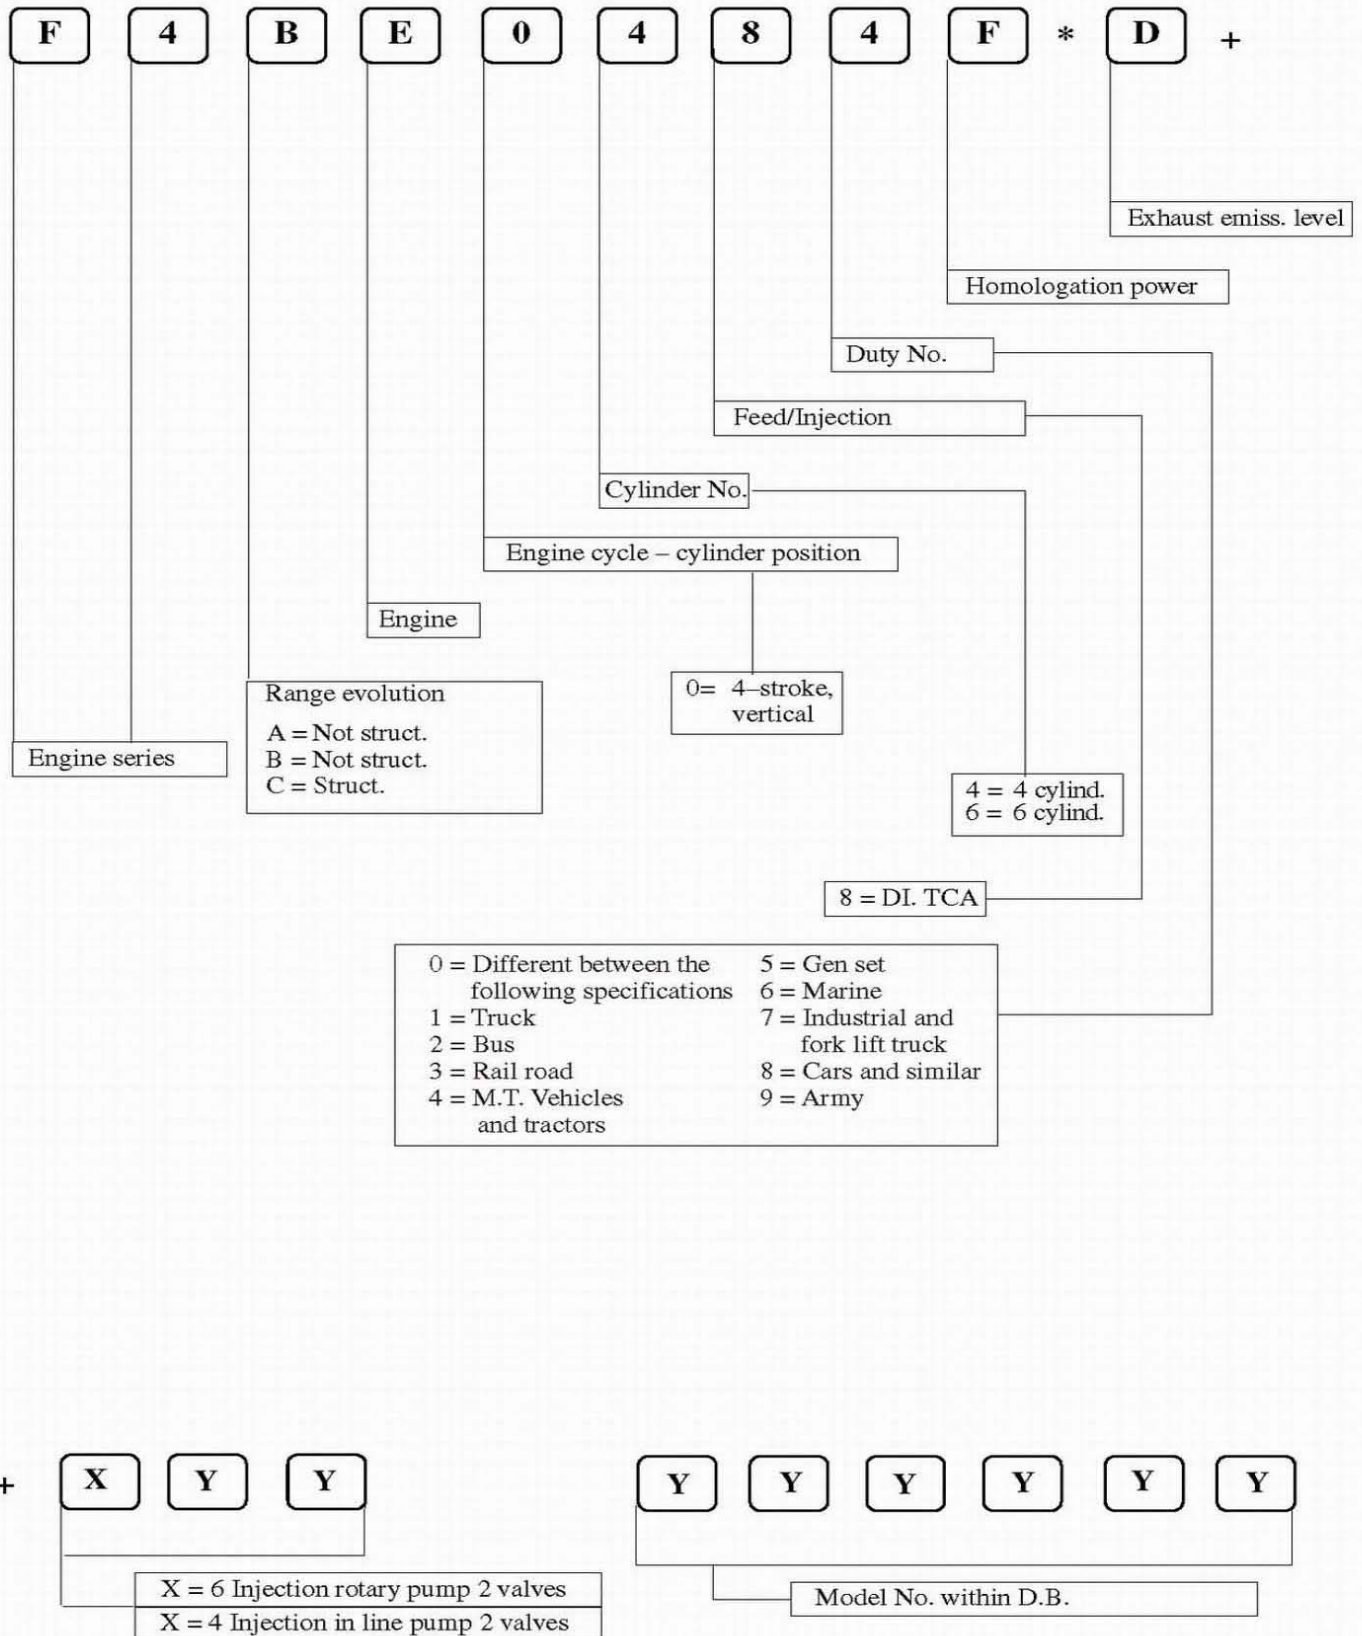 F 4 B E 0 4 8 4 F * D +
Exhaust emiss. level
Homologation power
Duty No.
Feed/Injection
Cylinder No.
Engine cycle – cylinder position
Engine
0= 4–stroke,
vertical
Range evolution
A = Not struct.
B = Not struct.
C = Struct.
Engine series
4 = 4 cylind.
6 = 6 cylind.
8 = DI. TCA
0 = Different between the
following specifications
1 = Truck
2 = Bus
3 = Rail road
4 = M.T. Vehicles
and tractors
5 = Gen set
6 = Marine
7 = Industrial and
fork lift truck
8 = Cars and similar
9 = Army
+ X Y Y Y Y Y Y Y Y
X = 6 Injection rotary pump 2 valves
X = 4 Injection in line pump 2 valves
Model No. within D.B.